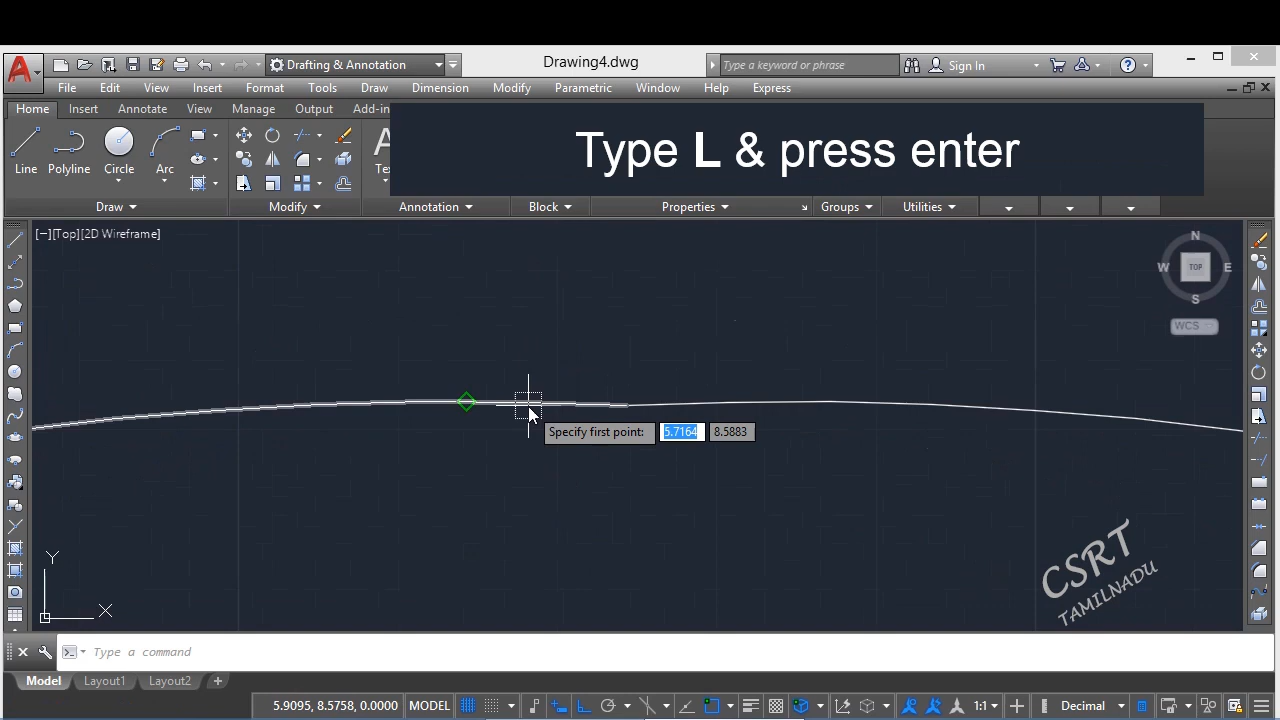 Drafting & Annotation
Drawing4.dwg
Type a keyword or phrase
Sign In
File Edit View Insert Format Tools Draw Dimension Modify Parametric Window Help Express
Home Insert Annotate View Manage Output Add-in
Type L & press enter
Line Polyline Circle Arc
Draw Modify Annotation Block Properties Groups Utilities
[−][Top][2D Wireframe]
N
W TOP E
S
WCS
Specify first point: 5.7164 8.5883
CSRT
TAMILNADU
Y
X
Type a command
Model Layout1 Layout2 +
5.9095, 8.5758, 0.0000 MODEL 1:1 Decimal